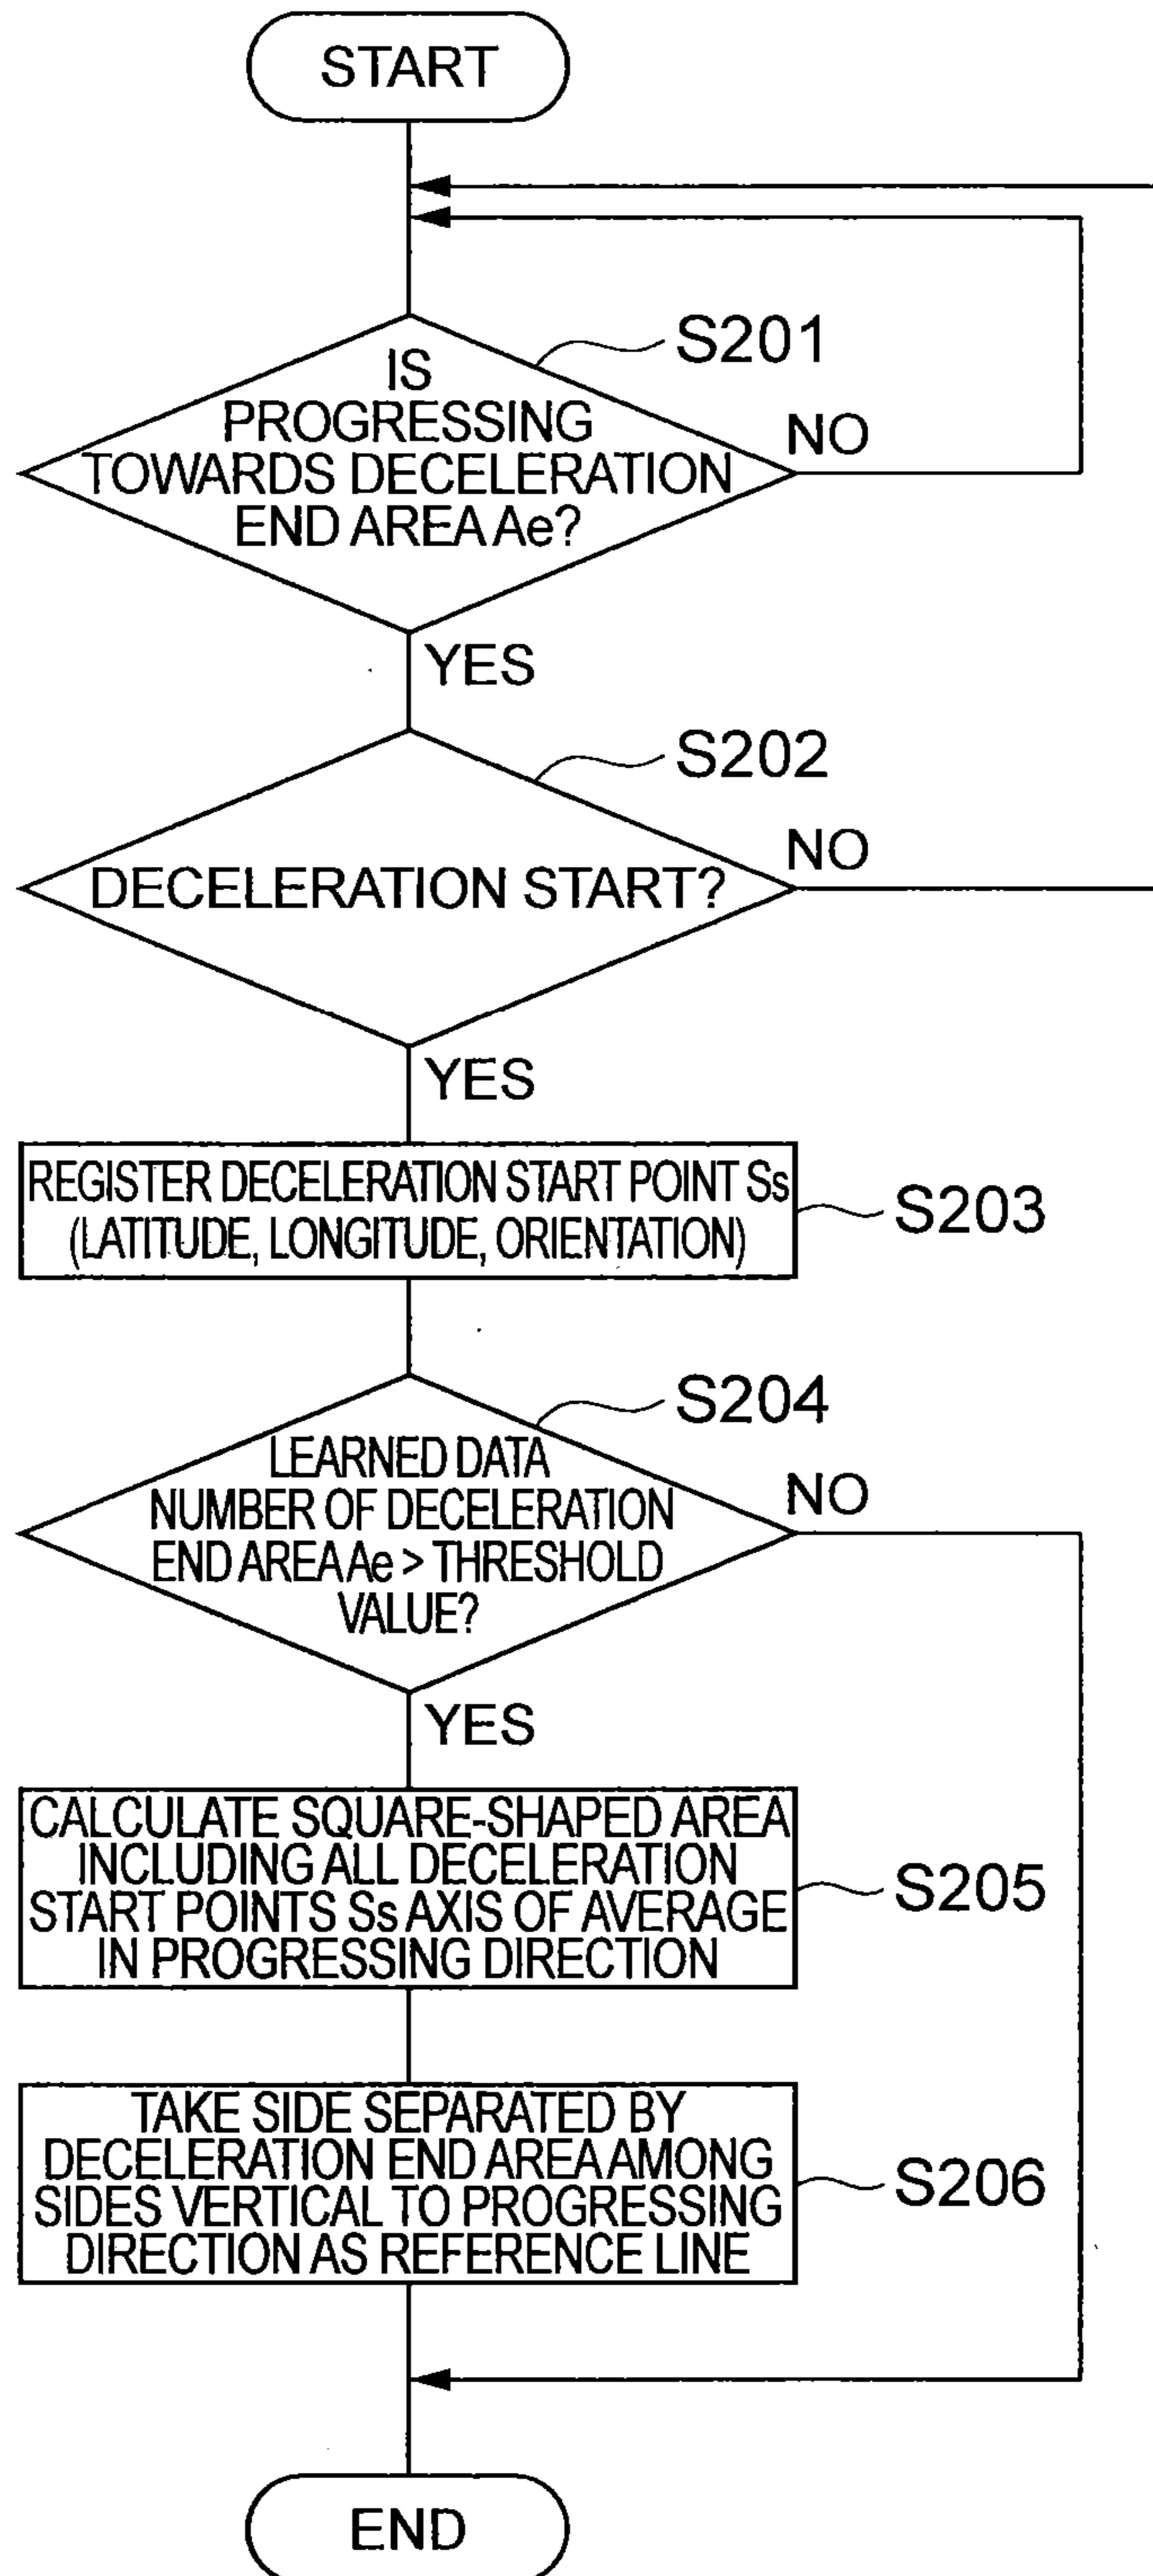 START
S201
IS
PROGRESSING
TOWARDS DECELERATION
END AREA Ae?
NO
YES
S202
DECELERATION START?
NO
YES
REGISTER DECELERATION START POINT Ss
(LATITUDE, LONGITUDE, ORIENTATION)
S203
S204
LEARNED DATA
NUMBER OF DECELERATION
END AREA Ae > THRESHOLD
VALUE?
NO
YES
CALCULATE SQUARE-SHAPED AREA
INCLUDING ALL DECELERATION
START POINTS Ss AXIS OF AVERAGE
IN PROGRESSING DIRECTION
S205
TAKE SIDE SEPARATED BY
DECELERATION END AREA AMONG
SIDES VERTICAL TO PROGRESSING
DIRECTION AS REFERENCE LINE
S206
END